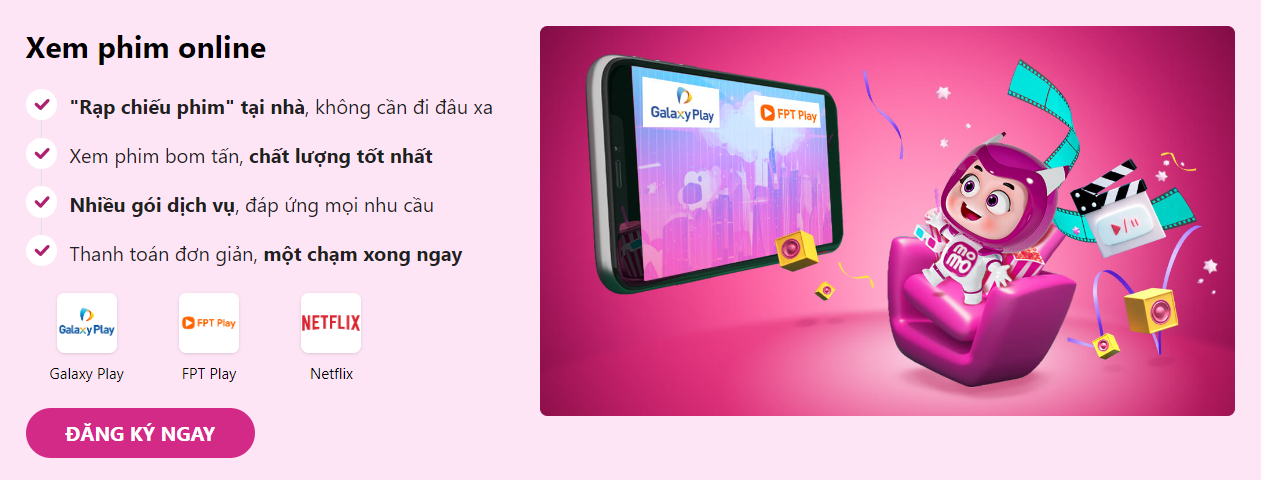 Xem phim online
"Rạp chiếu phim" tại nhà, không cần đi đâu xa
Xem phim bom tấn, chất lượng tốt nhất
Nhiều gói dịch vụ, đáp ứng mọi nhu cầu
Thanh toán đơn giản, một chạm xong ngay
Galaxy Play
FPT Play
NETFLIX
Galaxy Play
FPT Play
Netflix
ĐĂNG KÝ NGAY
Galaxy Play
FPT Play
mo
mo